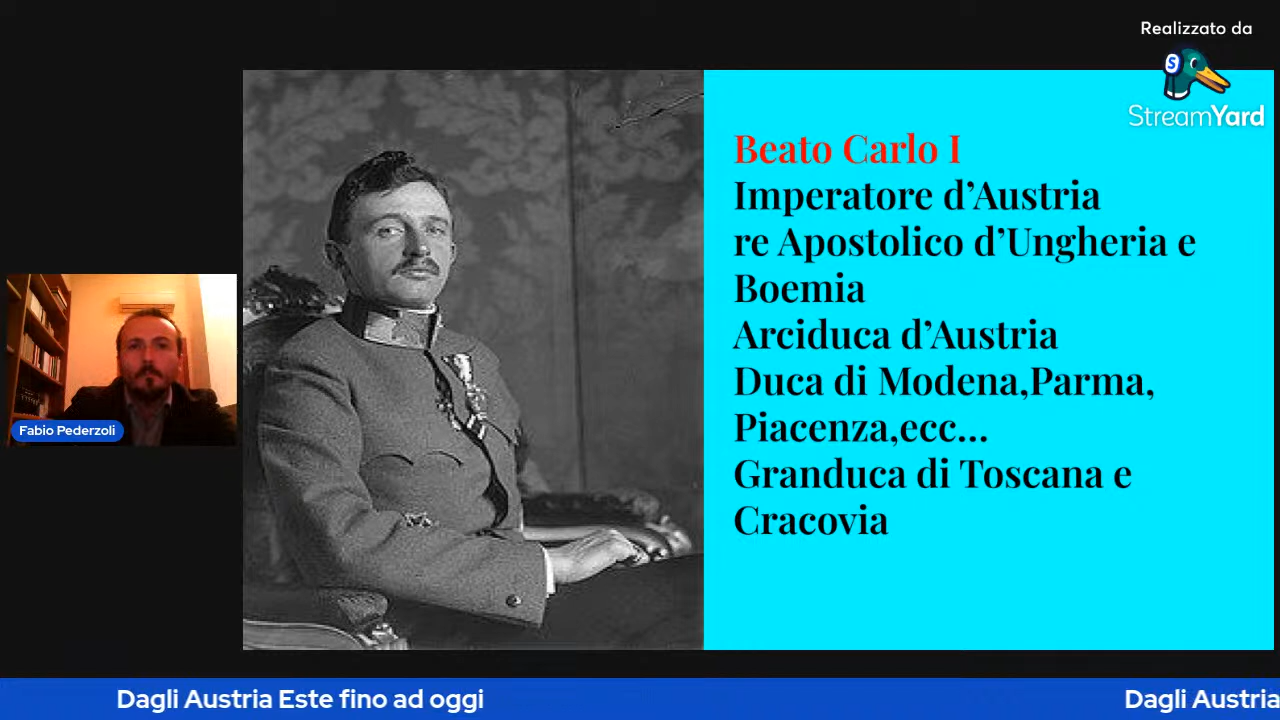 Realizzato da
StreamYard
Beato Carlo I
Imperatore d’Austria
re Apostolico d’Ungheria e
Boemia
Arciduca d’Austria
Duca di Modena,Parma,
Piacenza,ecc...
Granduca di Toscana e
Cracovia
Fabio Pederzoli
Dagli Austria Este fino ad oggi
Dagli Austria